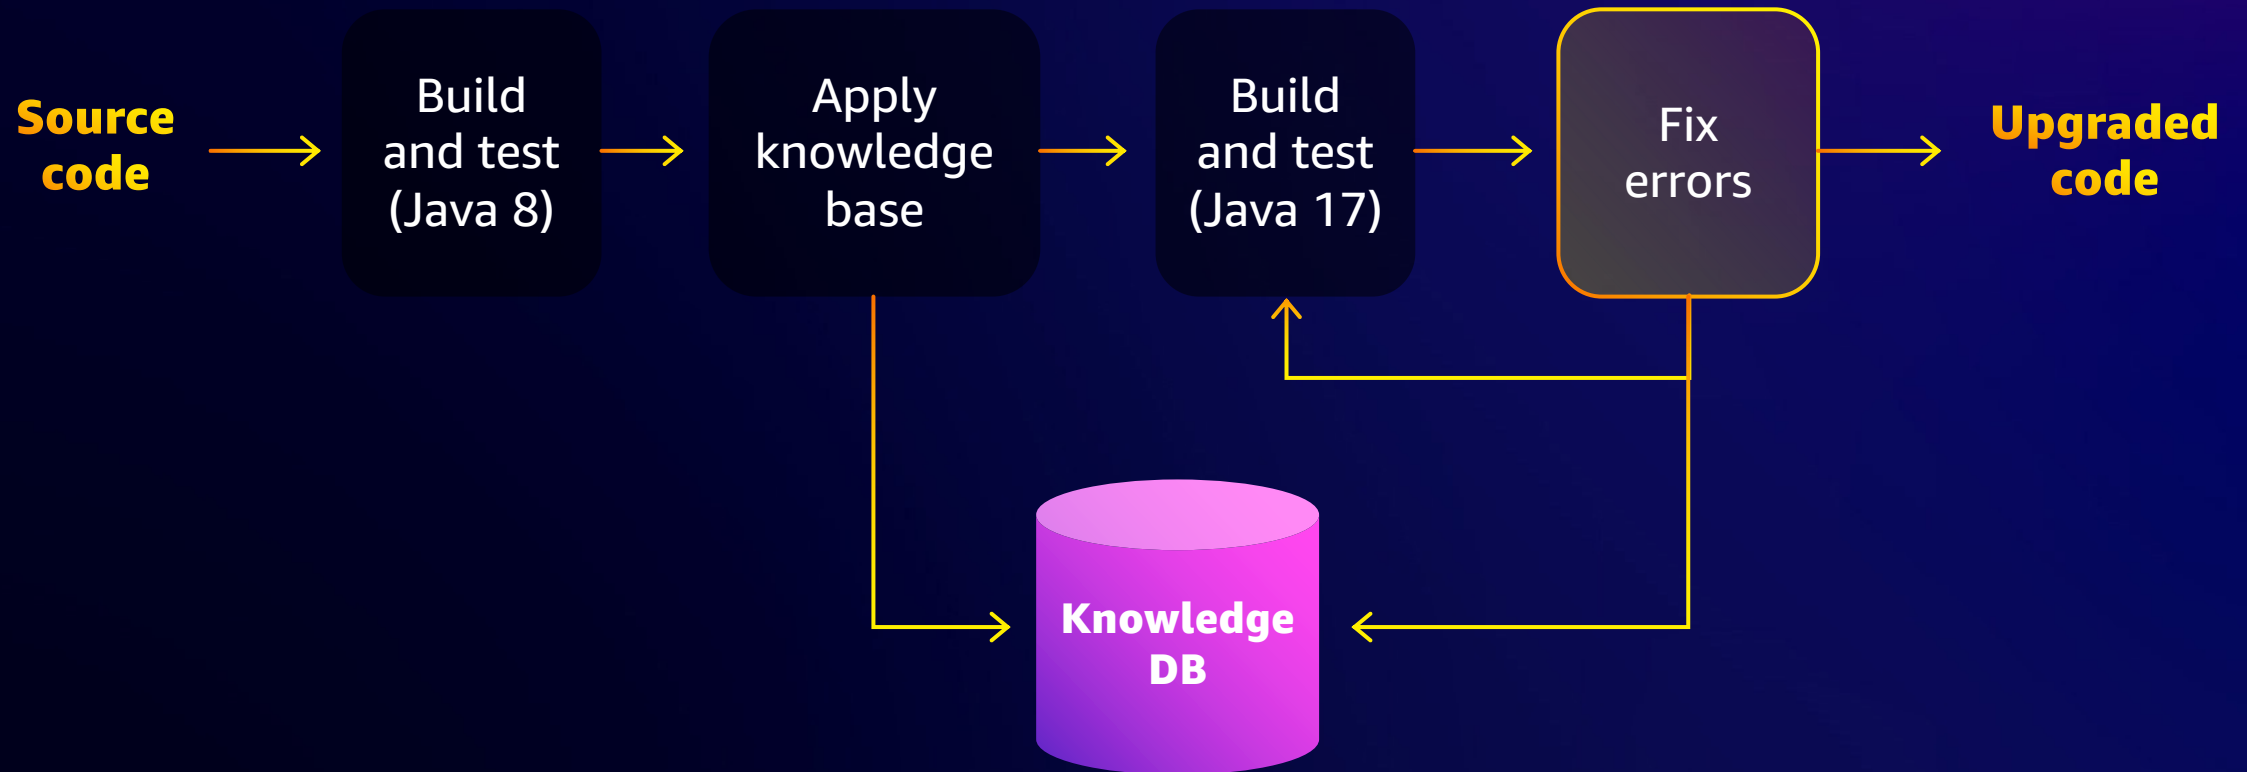 Source
code
Build
and test
(Java 8)
Apply
knowledge
base
Build
and test
(Java 17)
Fix
errors
Upgraded
code
Knowledge
DB